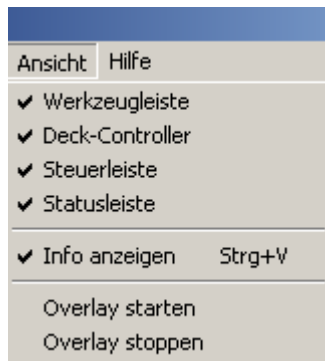 Ansicht Hilfe
Werkzeugleiste
Deck-Controller
Steuerleiste
Statusleiste
Info anzeigen Strg+V
Overlay starten
Overlay stoppen